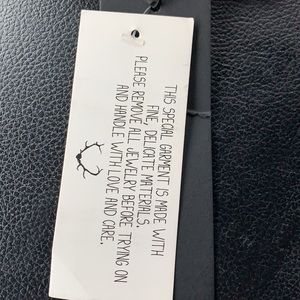 THIS SPECIAL GARMENT IS MADE WITH
FINE, DELICATE MATERIALS.
PLEASE REMOVE ALL JEWELRY BEFORE TRYING ON
AND HANDLE WITH LOVE AND CARE.